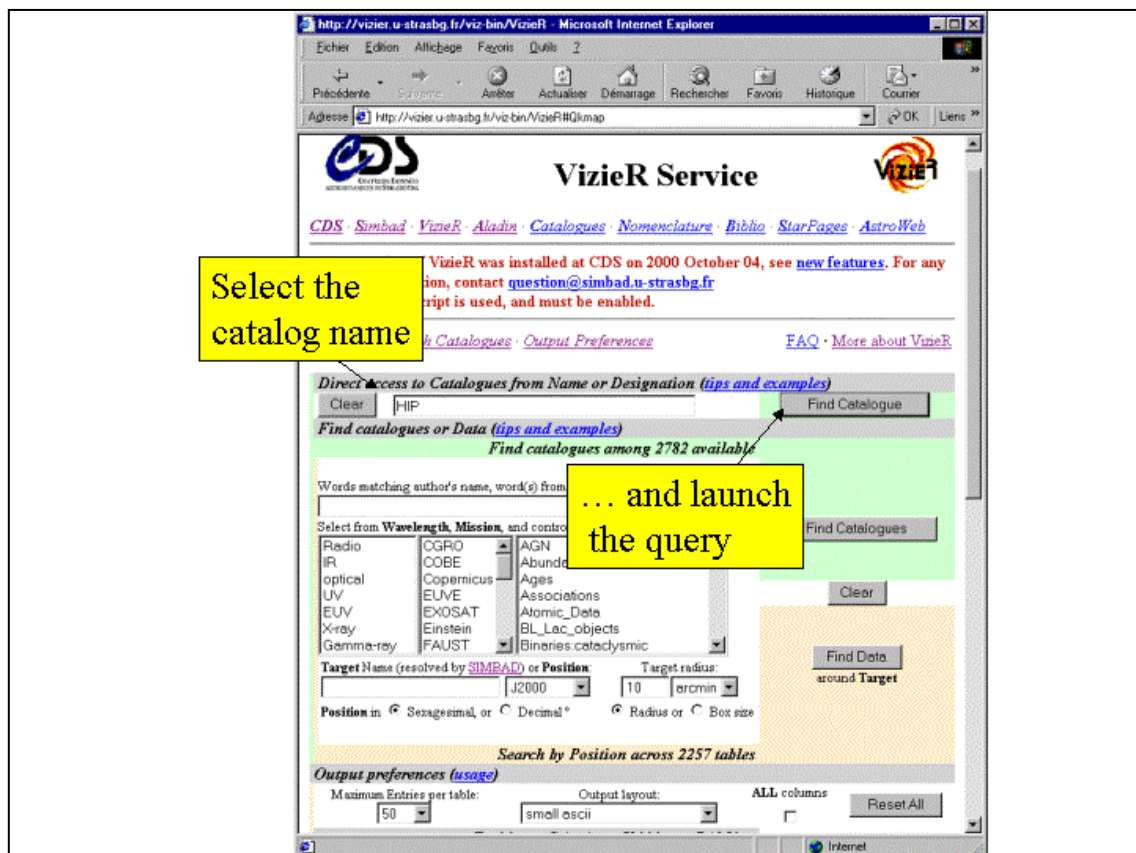 http://vizier.u-strasbg.fr/viz-bin/VizieR - Microsoft Internet Explorer
Fichier Edition Affichage Favoris Outils ?
Précédente Suivante Arrêter Actualiser Démarrage Rechercher Favoris Historique Courrier »
Adresse http://vizier.u-strasbg.fr/viz-bin/VizieR#Qkmap OK Liens »
CDS
VizieR Service
VizieR
CDS · Simbad · VizieR · Aladin · Catalogues · Nomenclature · Biblio · StarPages · AstroWeb
VizieR was installed at CDS on 2000 October 04, see new features. For any
tion, contact question@simbad.u-strasbg.fr
cript is used, and must be enabled.
Select the
catalog name
h Catalogues · Output Preferences FAQ · More about VizieR
Direct access to Catalogues from Name or Designation (tips and examples)
Clear HIP Find Catalogue
Find catalogues or Data (tips and examples)
Find catalogues among 2782 available
Words matching author's name, word(s) from
… and launch
the query
Select from Wavelength, Mission, and contro
Find Catalogues
Radio CGRO AGN
IR COBE Abund
optical Copernicus Ages
UV EUVE Associations
EUV EXOSAT Atomic_Data
X-ray Einstein BL_Lac_objects
Gamma-ray FAUST Binaries:cataclysmic
Clear
Target Name (resolved by SIMBAD) or Position: Target radius:
J2000 10 arcmin
Find Data
around Target
Position in Sexagesimal, or Decimal ° Radius or Box size
Search by Position across 2257 tables
Output preferences (usage)
Maximum Entries per table: Output layout: ALL columns
50 small ascii Reset All
Internet